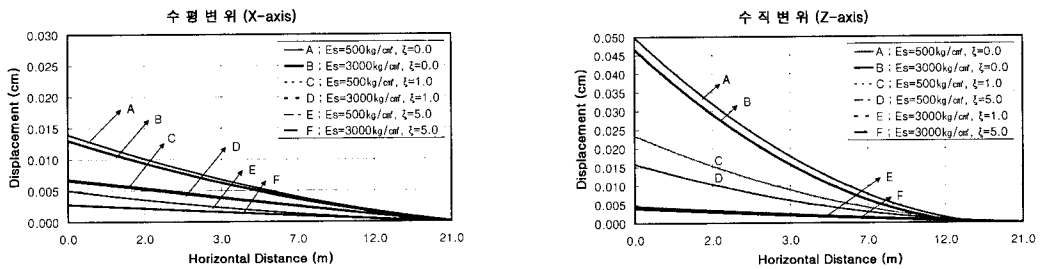 수 평 변 위 (X-axis)
Displacement (cm)
0.030
0.025
0.020
0.015
0.010
0.005
0.000
A ; Es=500kg/㎠, ζ=0.0
B ; Es=3000kg/㎠, ζ=0.0
C ; Es=500kg/㎠, ζ=1.0
D ; Es=3000kg/㎠, ζ=1.0
E ; Es=500kg/㎠, ζ=5.0
F ; Es=3000kg/㎠, ζ=5.0
A
B
C
D
E
F
0.0 2.0 3.0 7.0 12.0 21.0
Horizontal Distance (m)
수 직 변 위 (Z-axis)
Displacement (cm)
0.050
0.045
0.040
0.035
0.030
0.025
0.020
0.015
0.010
0.005
0.000
A ; Es=500kg/㎠, ζ=0.0
B ; Es=3000kg/㎠, ζ=0.0
C ; Es=500kg/㎠, ζ=1.0
D ; Es=500kg/㎠, ζ=5.0
E ; Es=3000kg/㎠, ζ=1.0
F ; Es=3000kg/㎠, ζ=5.0
A
B
C
D
E
F
0.0 2.0 3.0 7.0 12.0 21.0
Horizontal Distance (m)